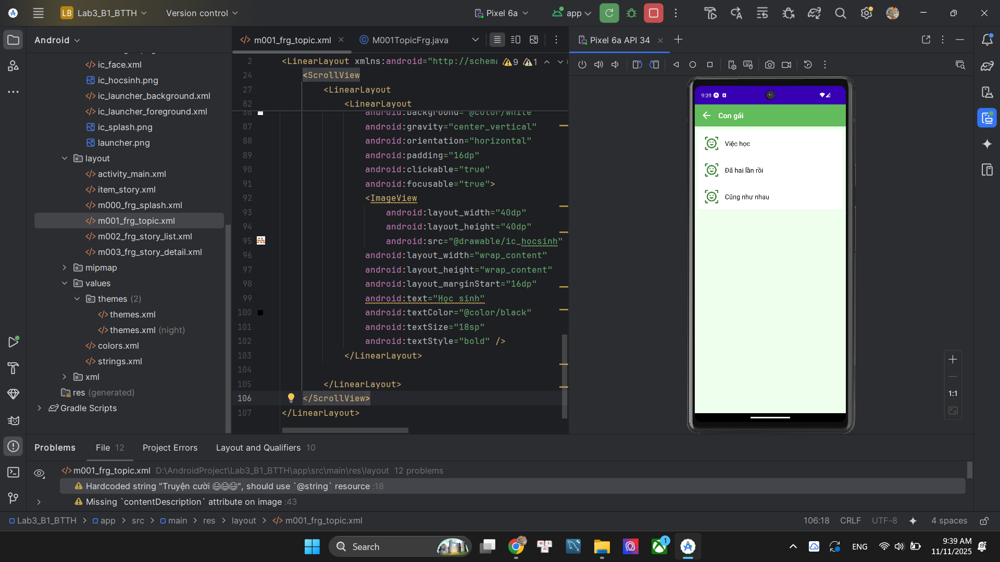 LB Lab3_B1_BTTH Version control Pixel 6a app
Android
ic_face.xml
ic_hocsinh.png
ic_launcher_background.xml
ic_launcher_foreground.xml
ic_splash.png
launcher.png
layout
activity_main.xml
item_story.xml
m000_frg_splash.xml
m001_frg_topic.xml
m002_frg_story_list.xml
m003_frg_story_detail.xml
mipmap
values
themes (2)
themes.xml
themes.xml (night)
colors.xml
strings.xml
xml
res (generated)
Gradle Scripts
m001_frg_topic.xml M001TopicFrg.java
9 1
2 <LinearLayout xmlns:android="http://schema
24 <ScrollView
27 <LinearLayout
82 <LinearLayout
86 android:background="@color/white"
87 android:gravity="center_vertical"
88 android:orientation="horizontal"
89 android:padding="16dp"
90 android:clickable="true"
91 android:focusable="true">
92 <ImageView
93 android:layout_width="40dp"
94 android:layout_height="40dp"
95 android:src="@drawable/ic_hocsinh"
96 android:layout_width="wrap_content"
97 android:layout_height="wrap_content"
98 android:layout_marginStart="16dp"
99 android:text="Học sinh"
100 android:textColor="@color/black"
101 android:textSize="18sp"
102 android:textStyle="bold" />
103 </LinearLayout>
104
105 </LinearLayout>
106 </ScrollView>
107 </LinearLayout>
Pixel 6a API 34
9:39
Con gái
Việc học
Đã hai lần rồi
Cũng như nhau
1:1
Problems File 12 Project Errors Layout and Qualifiers 10
m001_frg_topic.xml D:\AndroidProject\Lab3_B1_BTTH\app\src\main\res\layout 12 problems
Hardcoded string "Truyện cười 😄😄😄", should use `@string` resource :18
Missing `contentDescription` attribute on image :43
Lab3_B1_BTTH > app > src > main > res > layout > m001_frg_topic.xml
106:18 CRLF UTF-8 4 spaces
Search
1
ENG
9:39 AM
11/11/2025